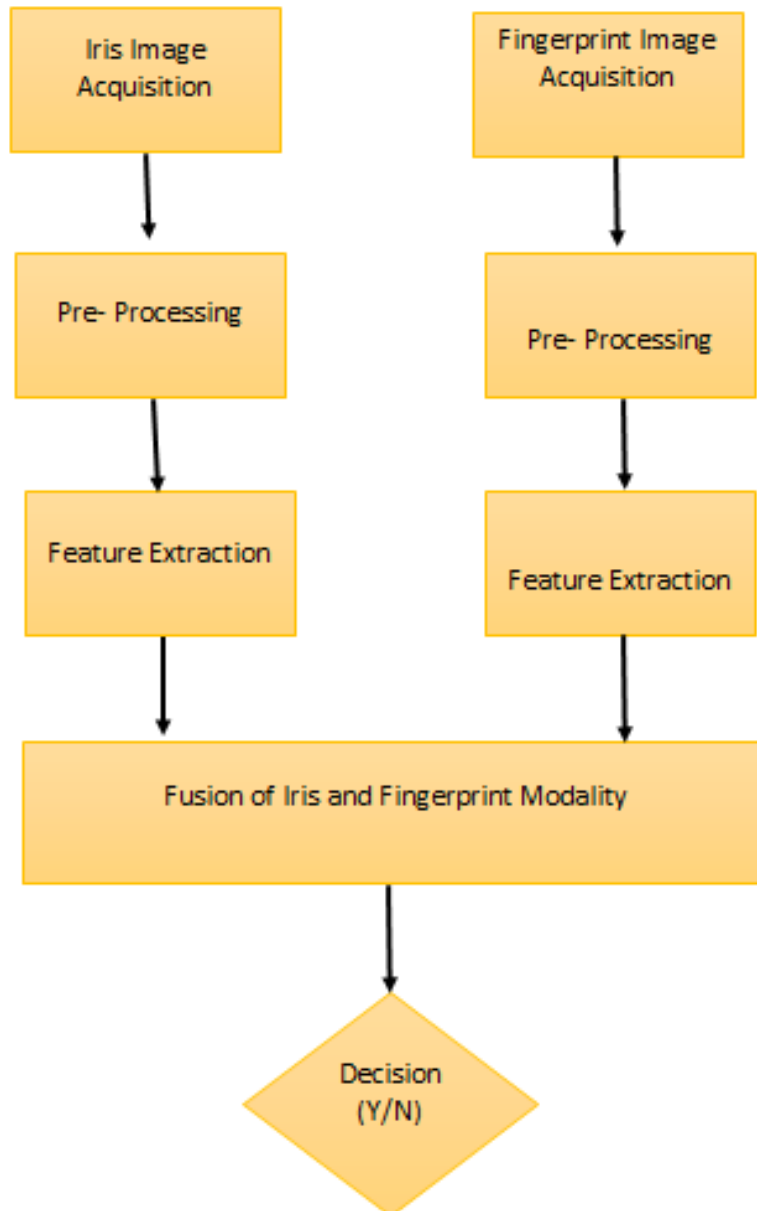 Iris Image
Acquisition
Fingerprint Image
Acquisition
Pre- Processing
Pre- Processing
Feature Extraction
Feature Extraction
Fusion of Iris and Fingerprint Modality
Decision
(Y/N)